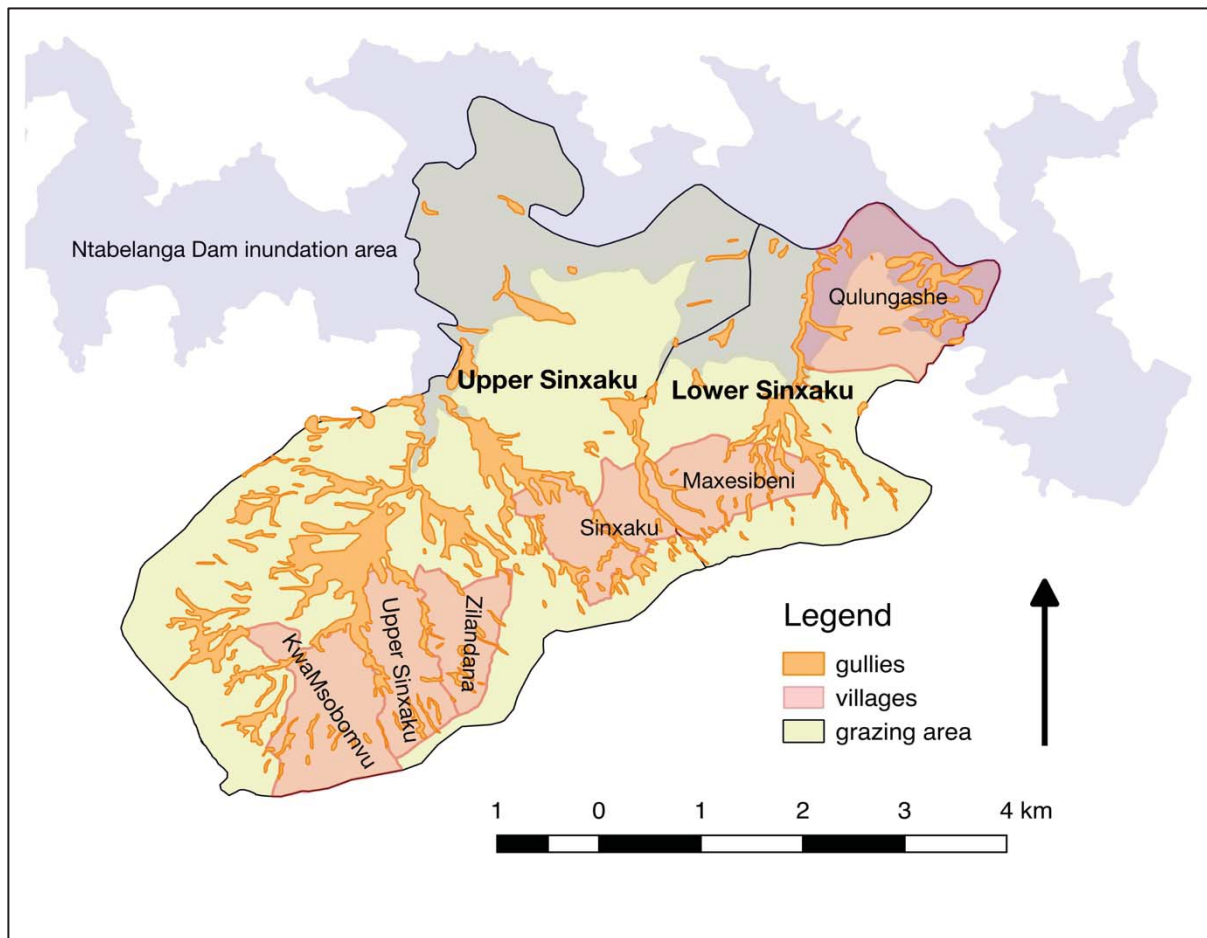 Ntabelanga Dam inundation area
Qulungashe
Upper Sinxaku
Lower Sinxaku
Maxesibeni
Sinxaku
Zilandana
Upper Sinxaku
KwaMsobomvu
Legend
gullies
villages
grazing area
1 0 1 2 3 4 km